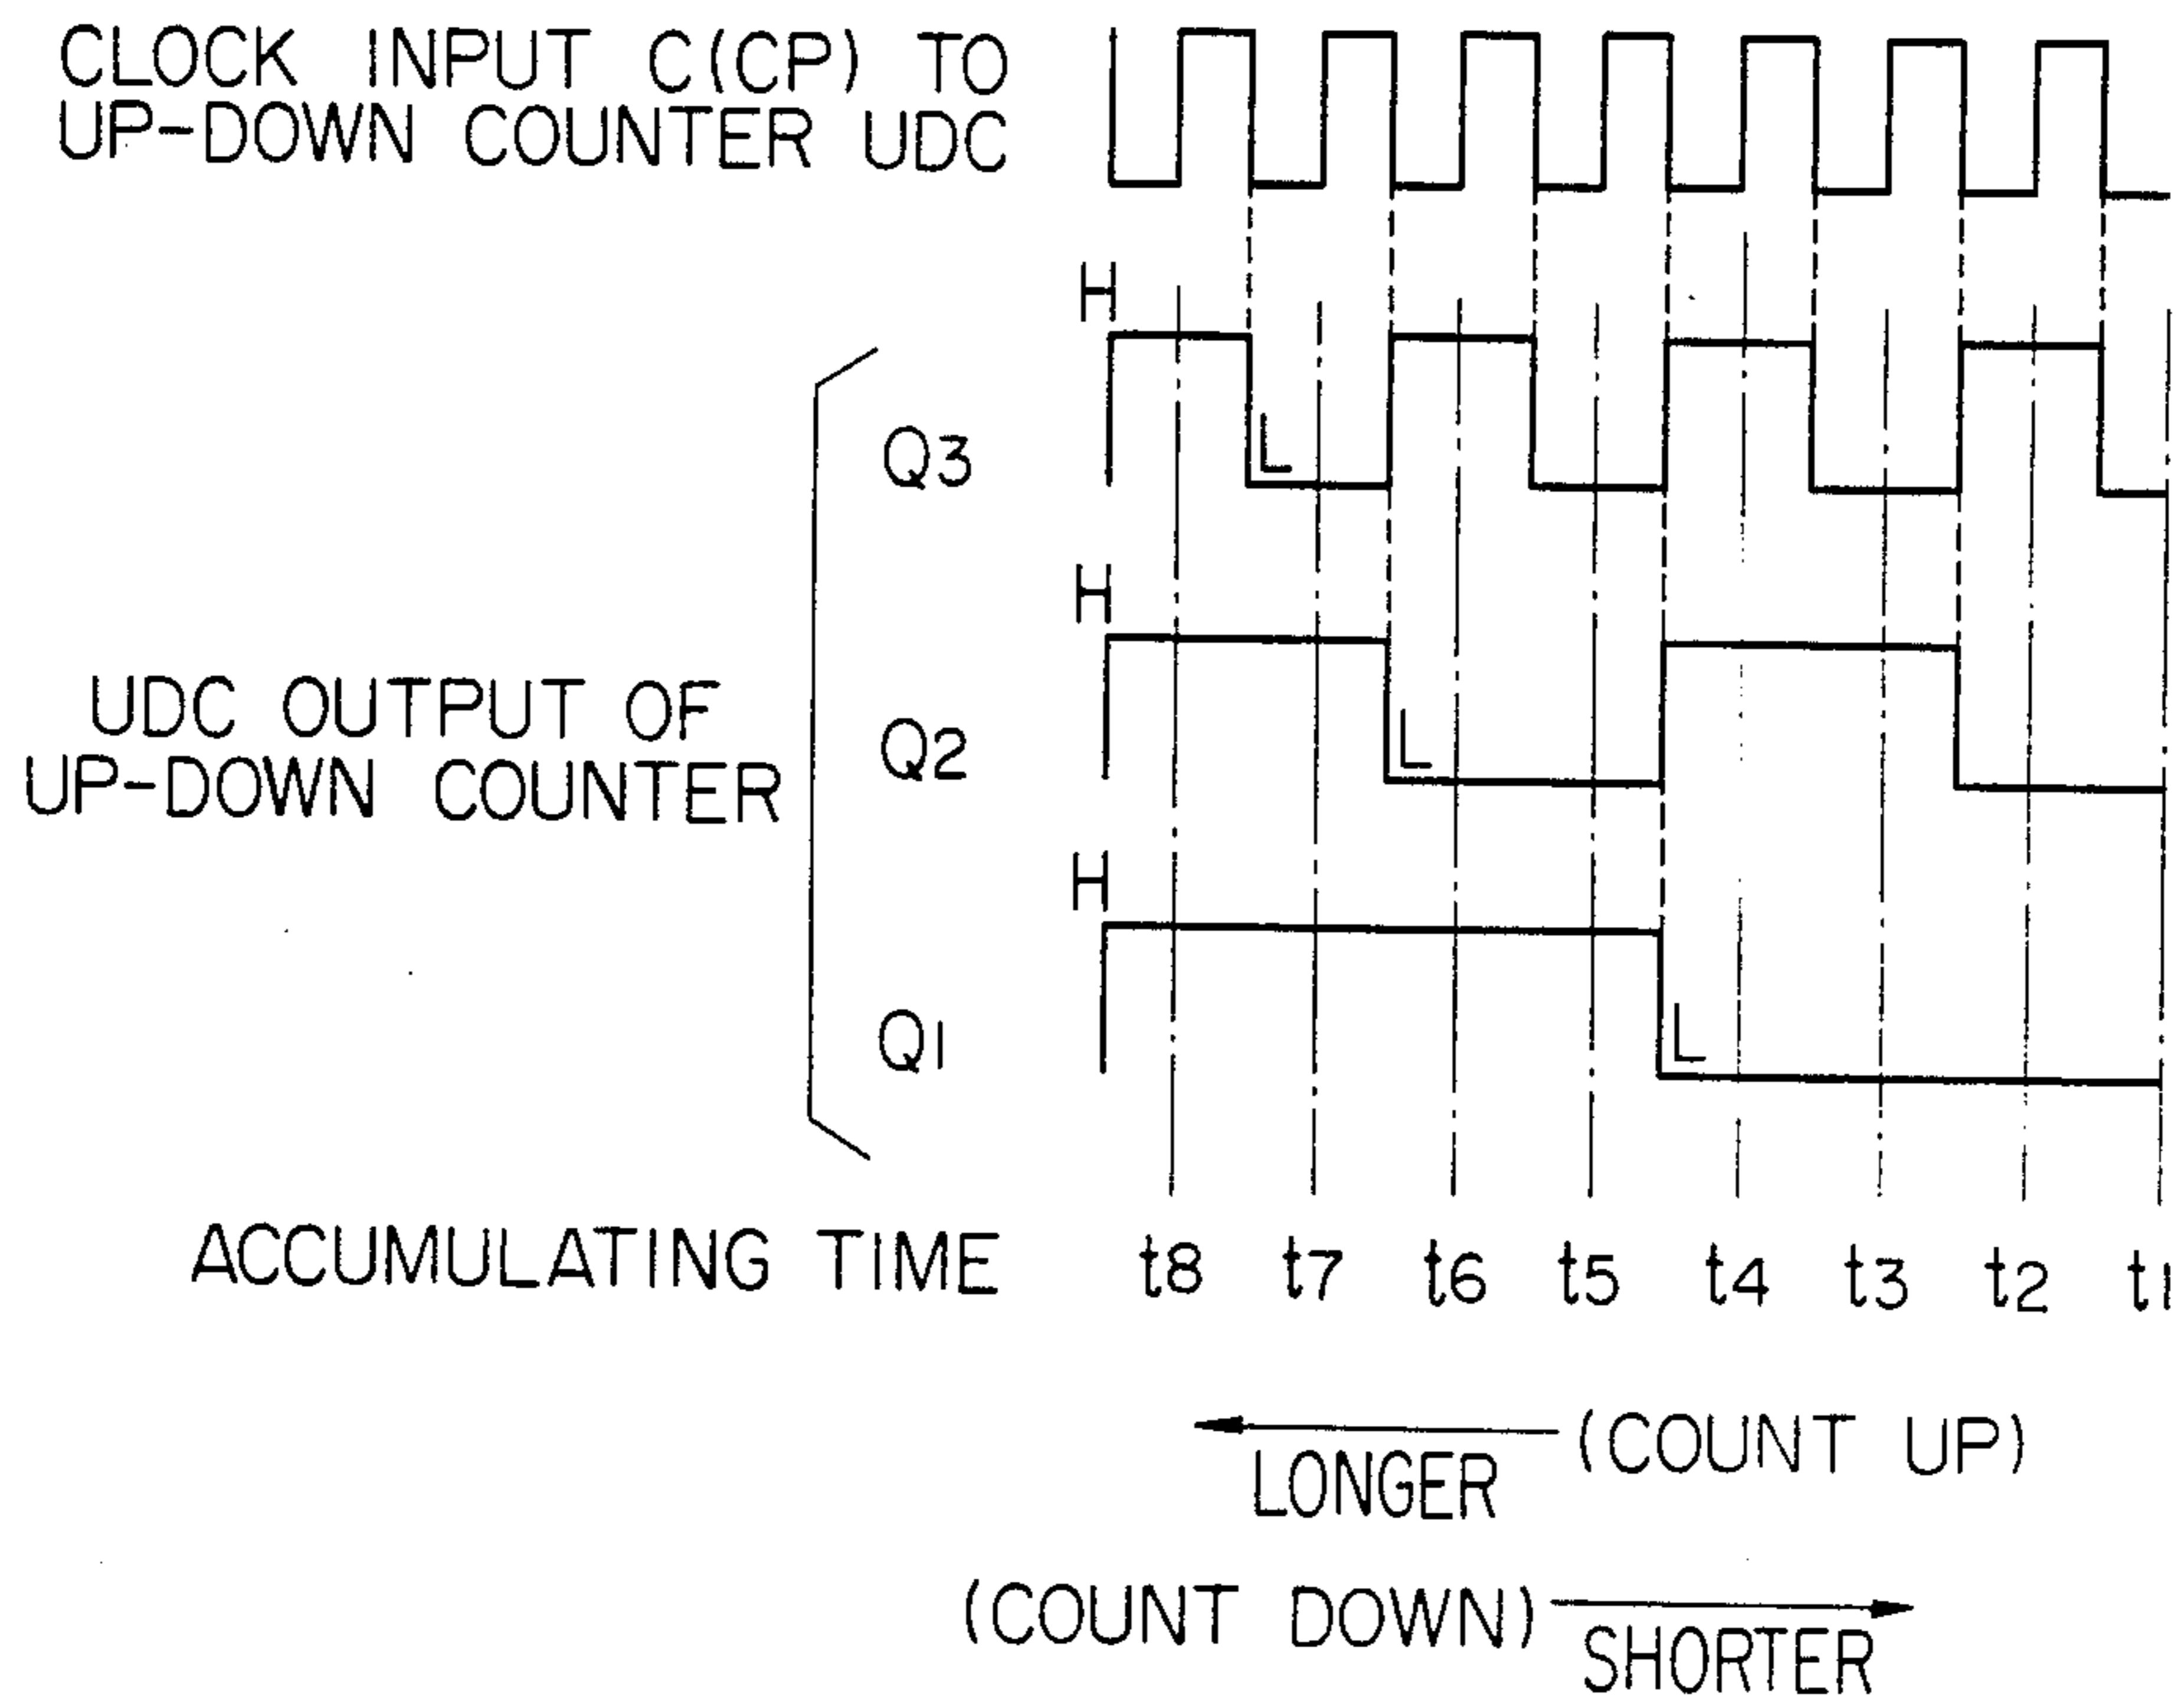 CLOCK INPUT C(CP) TO
UP-DOWN COUNTER UDC
H
L
Q3
H
L
Q2
UDC OUTPUT OF
UP-DOWN COUNTER
H
L
Q1
ACCUMULATING TIME t8 t7 t6 t5 t4 t3 t2 t1
(COUNT UP)
LONGER
(COUNT DOWN)
SHORTER